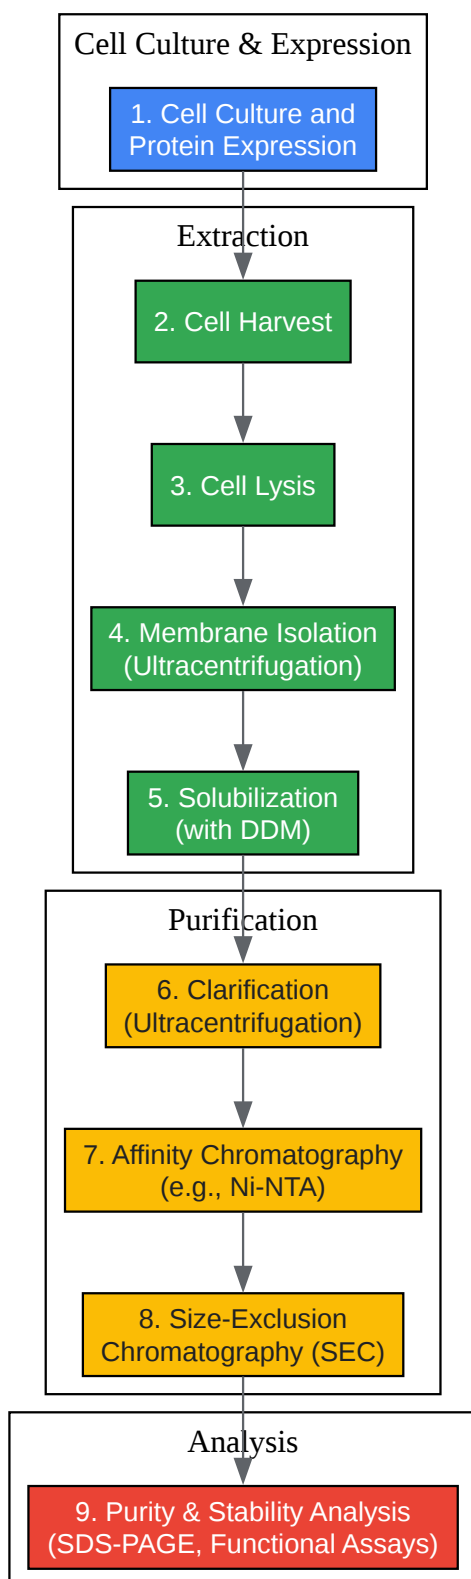 Cell Culture & Expression
1. Cell Culture and
Protein Expression
Extraction
2. Cell Harvest
3. Cell Lysis
4. Membrane Isolation
(Ultracentrifugation)
5. Solubilization
(with DDM)
Purification
6. Clarification
(Ultracentrifugation)
7. Affinity Chromatography
(e.g., Ni-NTA)
8. Size-Exclusion
Chromatography (SEC)
Analysis
9. Purity & Stability Analysis
(SDS-PAGE, Functional Assays)